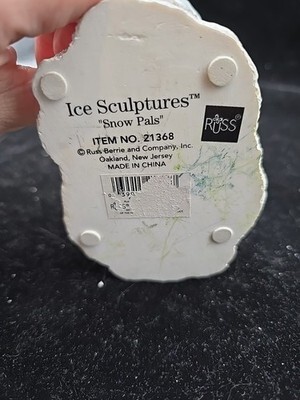 Ice Sculptures™
"Snow Pals"
ITEM NO. 21368
© Russ Berrie and Company, Inc.
Oakland, New Jersey
MADE IN CHINA
RUSS®